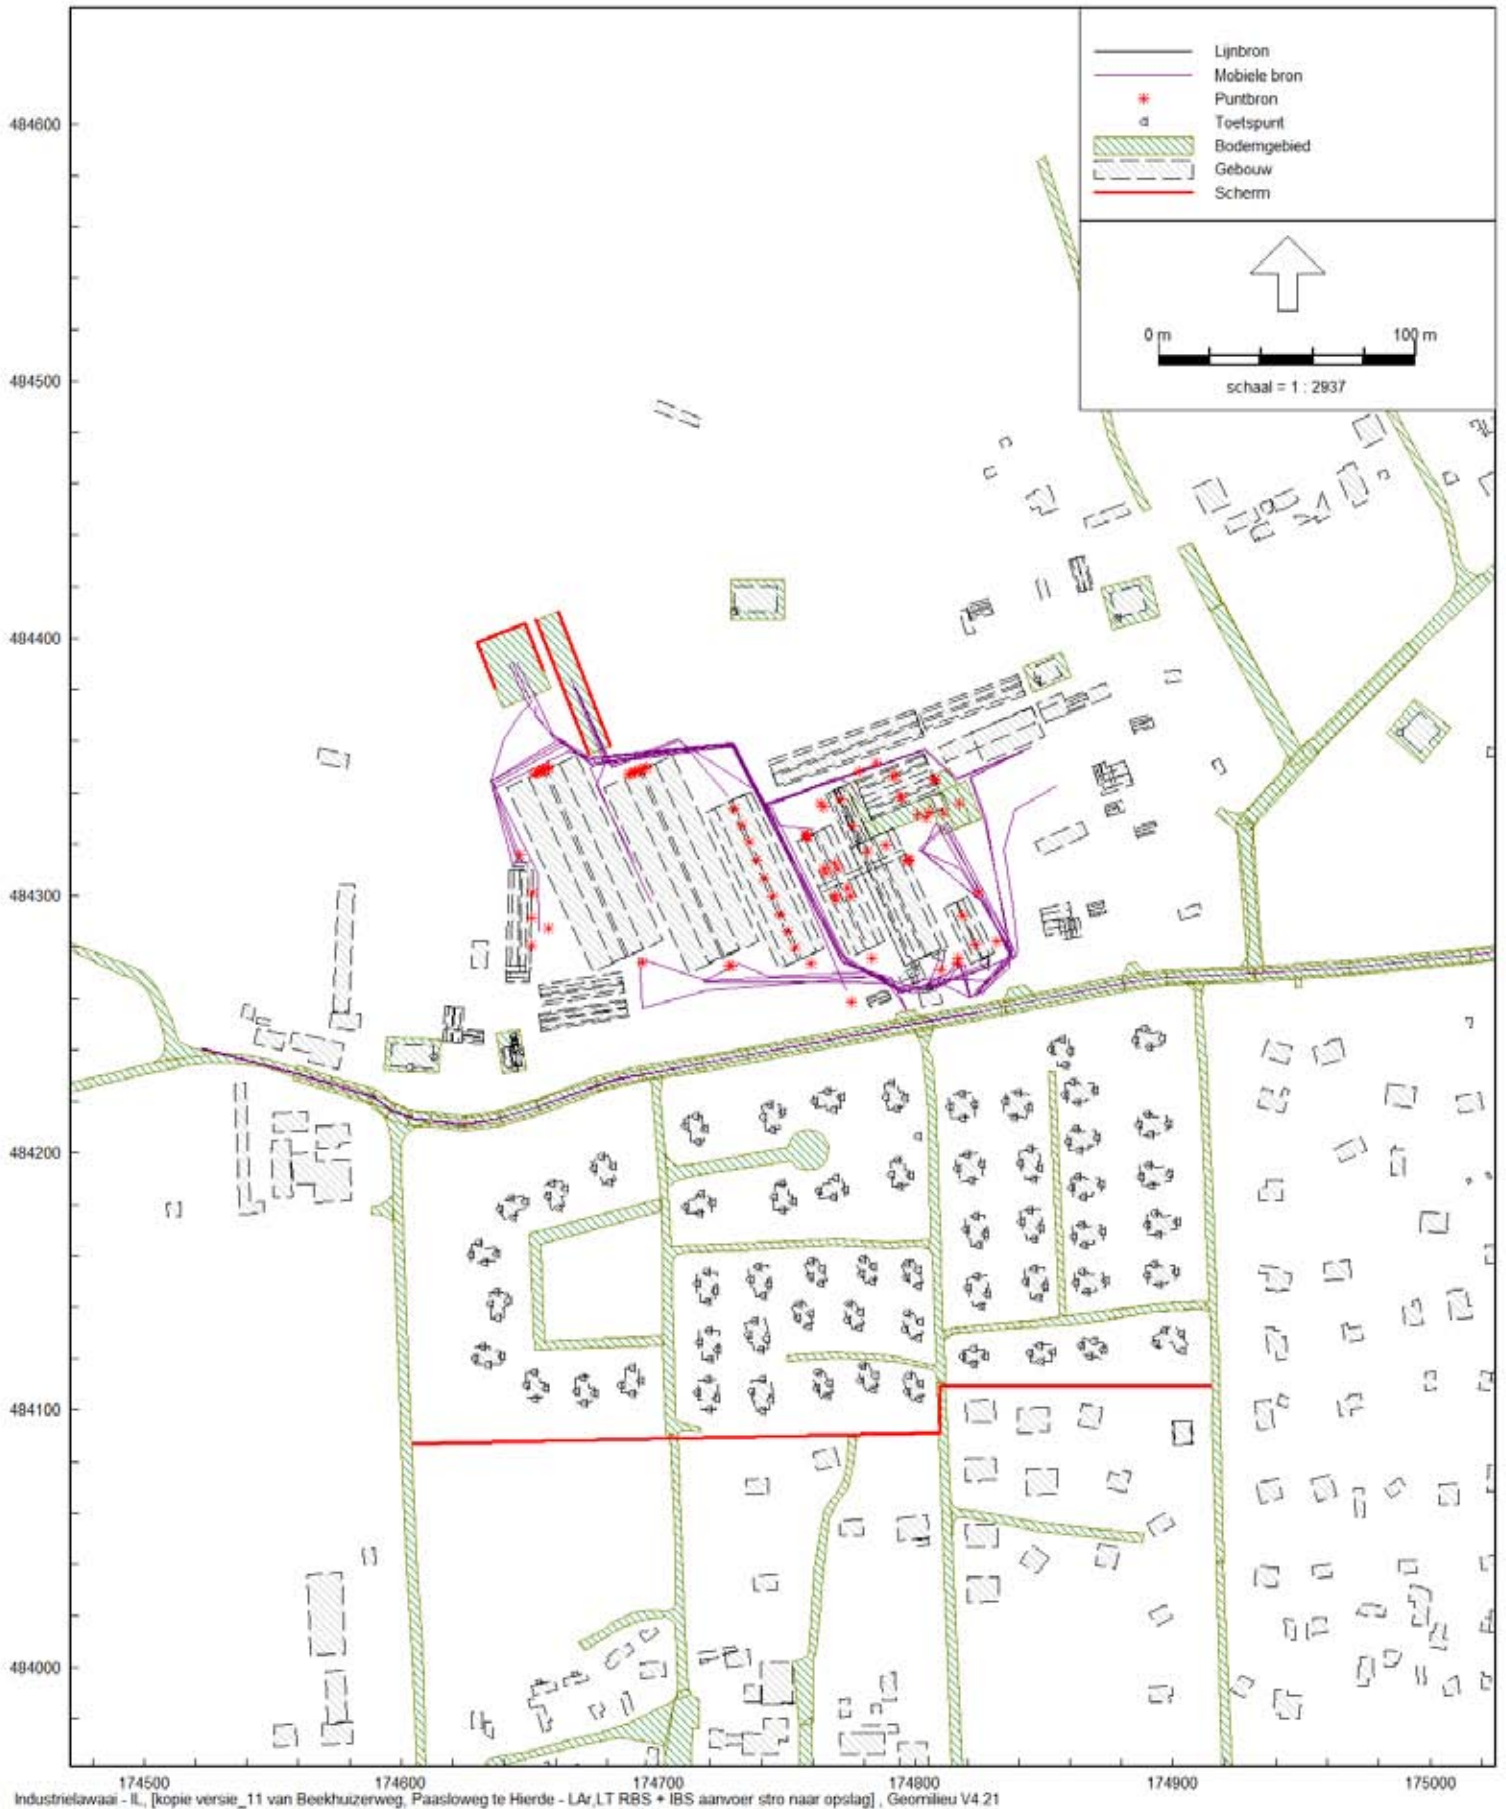 Lijnbron
Mobiele bron
Puntbron
Toetspunt
Bodemgebied
Gebouw
Scherm
0 m 100 m
schaal = 1 : 2937
484600
484500
484400
484300
484200
484100
484000
174500 174600 174700 174800 174900 175000
Industrielawaai - IL, [kopie versie_11 van Beekhuizerweg, Paasloweg te Hierde - LAr,LT RBS + IBS aanvoer stro naar opslag] , Geomilieu V4.21